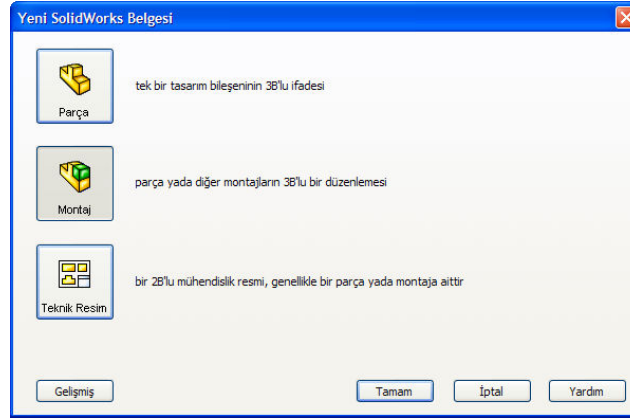 Yeni SolidWorks Belgesi
tek bir tasarım bileşeninin 3B'lu ifadesi
Parça
parça yada diğer montajların 3B'lu bir düzenlemesi
Montaj
bir 2B'lu mühendislik resmi, genellikle bir parça yada montaja aittir
Teknik Resim
Gelişmiş Tamam İptal Yardım